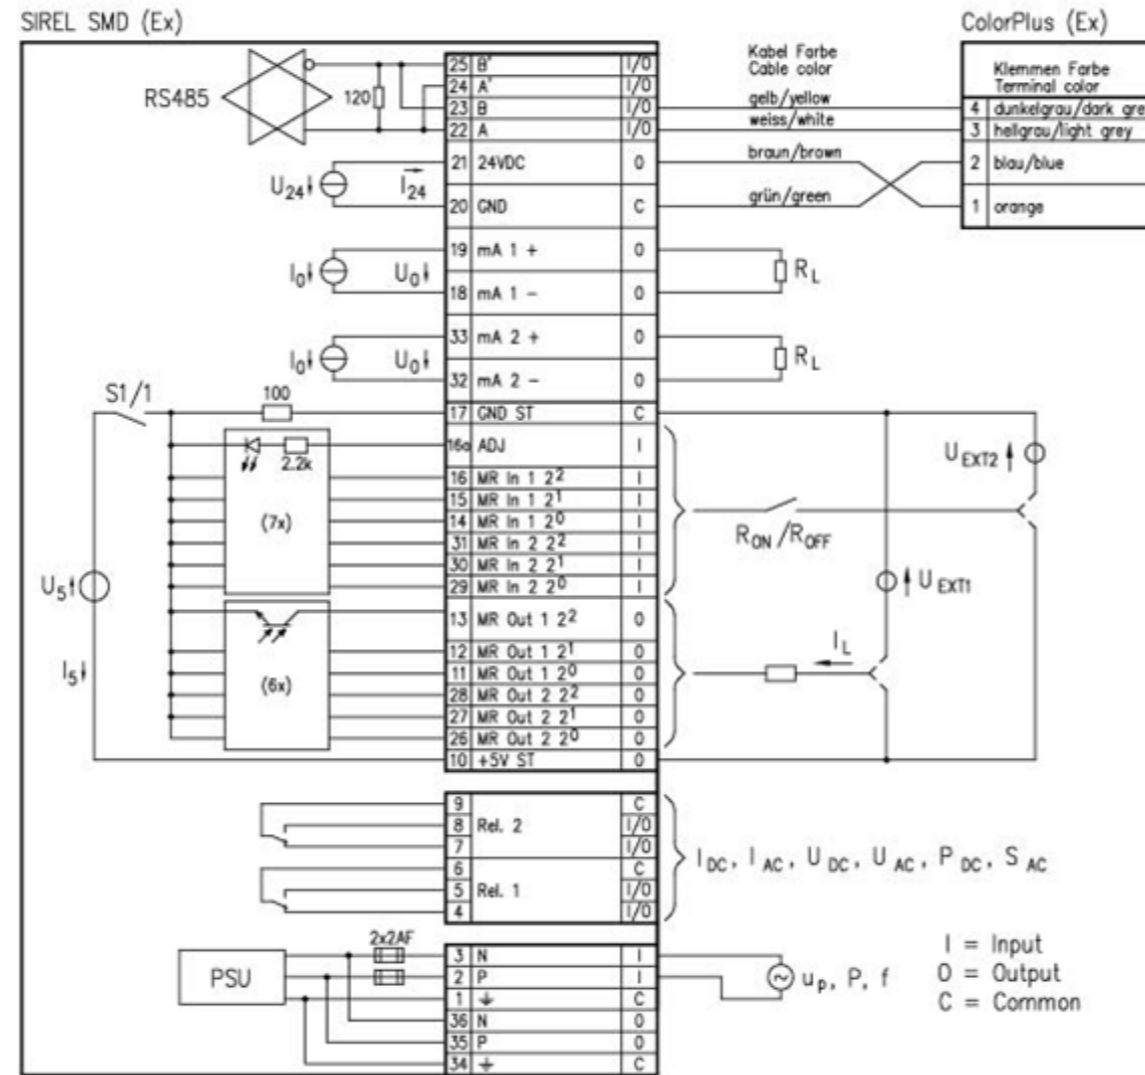 SIREL SMD (Ex)
ColorPlus (Ex)
RS485
120
25 B' I/O
24 A' I/O
23 B I/O
22 A I/O
Kabel Farbe
Cable color
gelb/yellow
weiss/white
braun/brown
grün/green
Klemmen Farbe
Terminal color
4 dunkelgrau/dark gre
3 hellgrau/light grey
2 blau/blue
1 orange
U24 I24
21 24VDC O
20 GND C
I0 U0
19 mA 1 + O
18 mA 1 - O
RL
I0 U0
33 mA 2 + O
32 mA 2 - O
RL
S1/1
100
17 GND ST C
2.2k
(7x)
16a ADJ I
16 MR In 1 2² I
15 MR In 1 2¹ I
14 MR In 1 2⁰ I
31 MR In 2 2² I
30 MR In 2 2¹ I
29 MR In 2 2⁰ I
UEXT2
RON/ROFF
UEXT1
U5
I5
(6x)
13 MR Out 1 2² O
12 MR Out 1 2¹ O
11 MR Out 1 2⁰ O
28 MR Out 2 2² O
27 MR Out 2 2¹ O
26 MR Out 2 2⁰ O
10 +5V ST O
IL
9 C
8 Rel. 2 I/O
7 I/O
6 C
5 Rel. 1 I/O
4 I/O
IDC, IAC, UDC, UAC, PDC, SAC
2x2AF
PSU
3 N I
2 P I
1 C
36 N O
35 P O
34 C
up, P, f
I = Input
O = Output
C = Common